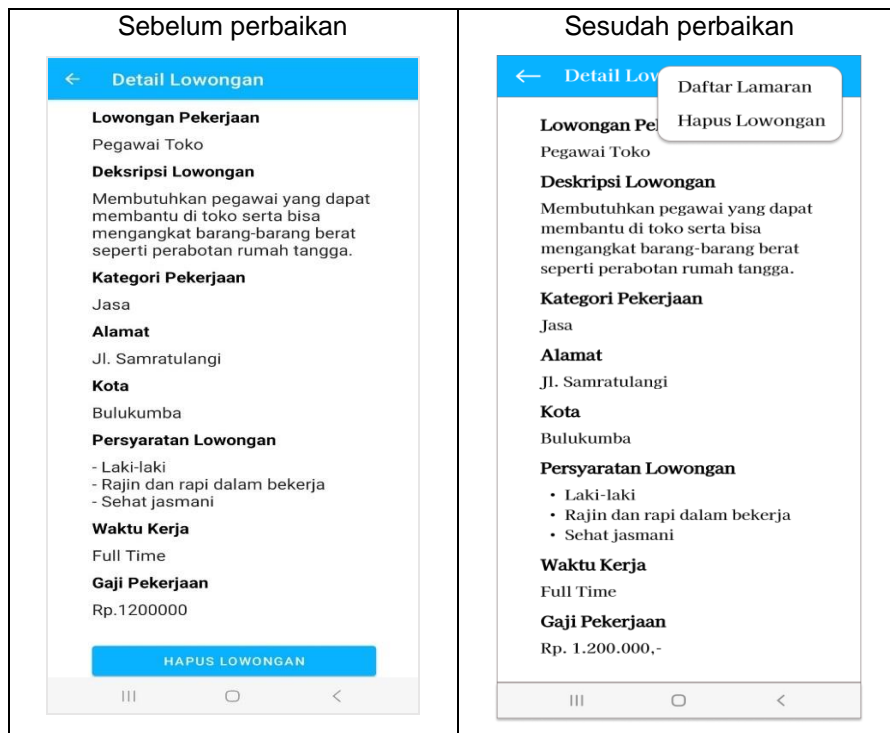 Sebelum perbaikan
Detail Lowongan
Lowongan Pekerjaan
Pegawai Toko
Deksripsi Lowongan
Membutuhkan pegawai yang dapat
membantu di toko serta bisa
mengangkat barang-barang berat
seperti perabotan rumah tangga.
Kategori Pekerjaan
Jasa
Alamat
Jl. Samratulangi
Kota
Bulukumba
Persyaratan Lowongan
- Laki-laki
- Rajin dan rapi dalam bekerja
- Sehat jasmani
Waktu Kerja
Full Time
Gaji Pekerjaan
Rp.1200000
HAPUS LOWONGAN
Sesudah perbaikan
Detail Low
Daftar Lamaran
Hapus Lowongan
Lowongan Pe
Pegawai Toko
Deskripsi Lowongan
Membutuhkan pegawai yang dapat
membantu di toko serta bisa
mengangkat barang-barang berat
seperti perabotan rumah tangga.
Kategori Pekerjaan
Jasa
Alamat
Jl. Samratulangi
Kota
Bulukumba
Persyaratan Lowongan
• Laki-laki
• Rajin dan rapi dalam bekerja
• Sehat jasmani
Waktu Kerja
Full Time
Gaji Pekerjaan
Rp. 1.200.000,-